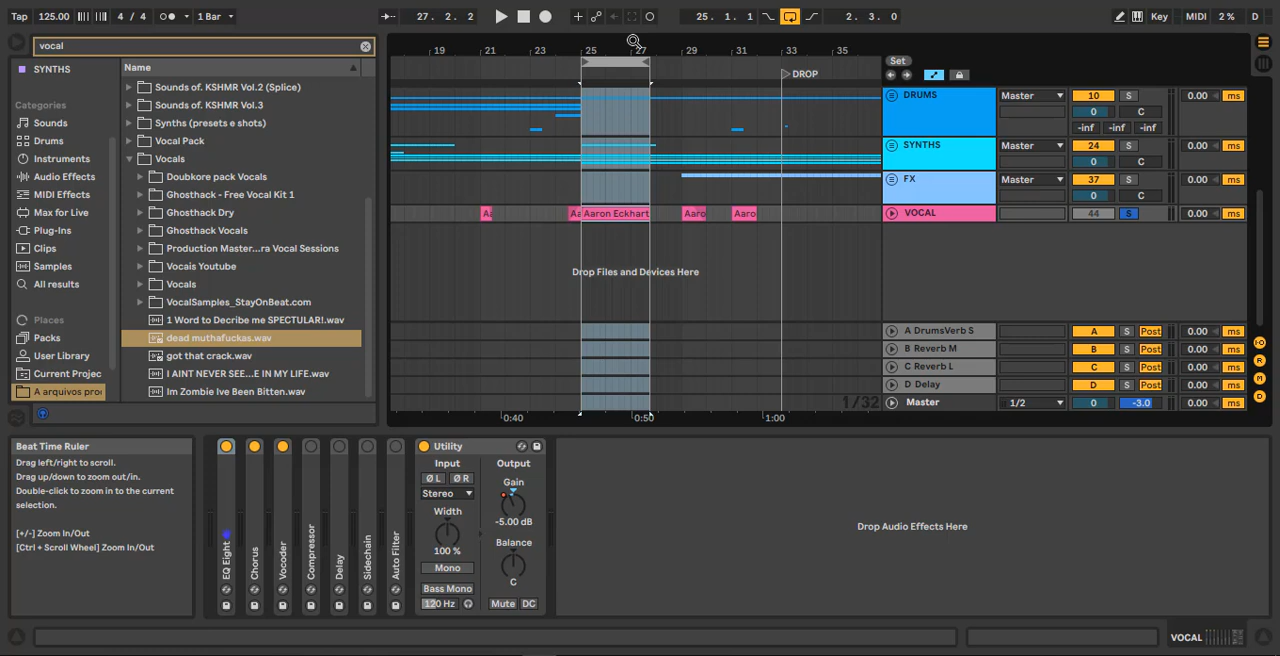 Tap 125.00 4 / 4 1 Bar 27. 2. 2 25. 1. 1 2. 3. 0 Key MIDI 2 % D
vocal
SYNTHS
Categories
Sounds
Drums
Instruments
Audio Effects
MIDI Effects
Max for Live
Plug-Ins
Clips
Samples
All results
Places
Packs
User Library
Current Projec
A arquivos pro
Name
Sounds of. KSHMR Vol.2 (Splice)
Sounds of. KSHMR Vol.3
Synths (presets e shots)
Vocal Pack
Vocals
Doubkore pack Vocals
Ghosthack - Free Vocal Kit 1
Ghosthack Dry
Ghosthack Vocals
Production Master...ra Vocal Sessions
Vocais Youtube
Vocals
VocalSamples_StayOnBeat.com
1 Word to Decribe me SPECTULAR!.wav
dead muthafuckas.wav
got that crack.wav
I AINT NEVER SEE...E IN MY LIFE.wav
Im Zombie Ive Been Bitten.wav
19 21 23 25 27 29 31 33 35
DROP
Set
DRUMS Master 10 S 0.00 ms
0 C
-inf -inf -inf
SYNTHS Master 24 S 0.00 ms
0 C
FX Master 37 S 0.00 ms
0 C
Aa Aaron Eckhart Aaro Aaro
VOCAL 44 S ms
Drop Files and Devices Here
A DrumsVerb S A S Post 0.00 ms
B Reverb M B S Post 0.00 ms
C Reverb L C S Post 0.00 ms
D Delay D S Post 0.00 ms
1/32 Master 1/2 0 -3.0 0.00 ms
0:40 0:50 1:00
Beat Time Ruler
Drag left/right to scroll.
Drag up/down to zoom out/in.
Double-click to zoom in to the current
selection.
[+/-] Zoom In/Out
[Ctrl + Scroll Wheel] Zoom In/Out
EQ Eight
Chorus
Vocoder
Compressor
Delay
Sidechain
Auto Filter
Utility
Input Output
Ø L Ø R Gain
Stereo
Width -5.00 dB
Balance
100 %
Mono C
Bass Mono
120 Hz Mute DC
Drop Audio Effects Here
VOCAL